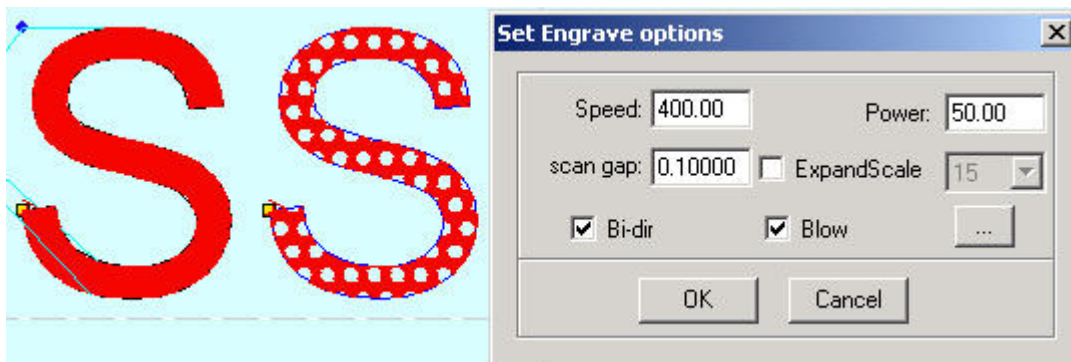 S S
Set Engrave options
Speed: 400.00 Power: 50.00
scan gap: 0.10000 ExpandScale 15
Bi-dir Blow ...
OK Cancel